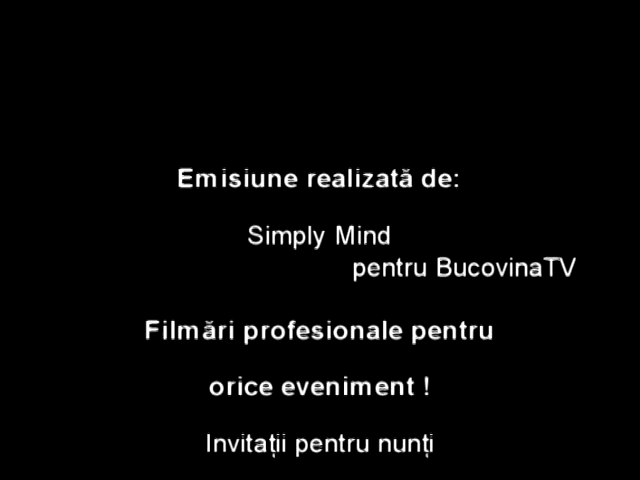 Emisiune realizată de:
Simply Mind
pentru BucovinaTV
Filmări profesionale pentru
orice eveniment !
Invitații pentru nunți